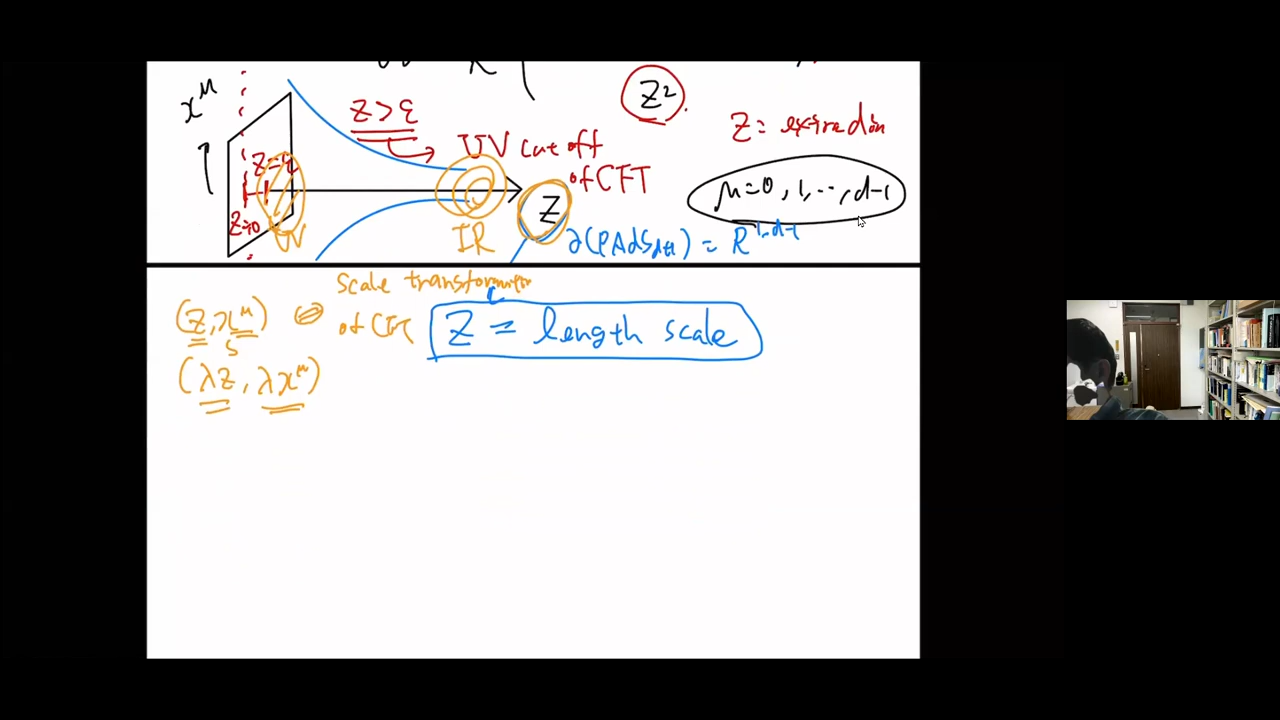 x^μ
z > ε
z²
z = extra dim
UV cut off
of CFT
z=ε
μ=0, 1, ..., d-1
z=0
UV
IR
z
∂(PAdS_{d+1}) = R^{1,d-1}
scale transformation
(z, x^μ)
of CFT
z = length scale
(λz, λx^μ)